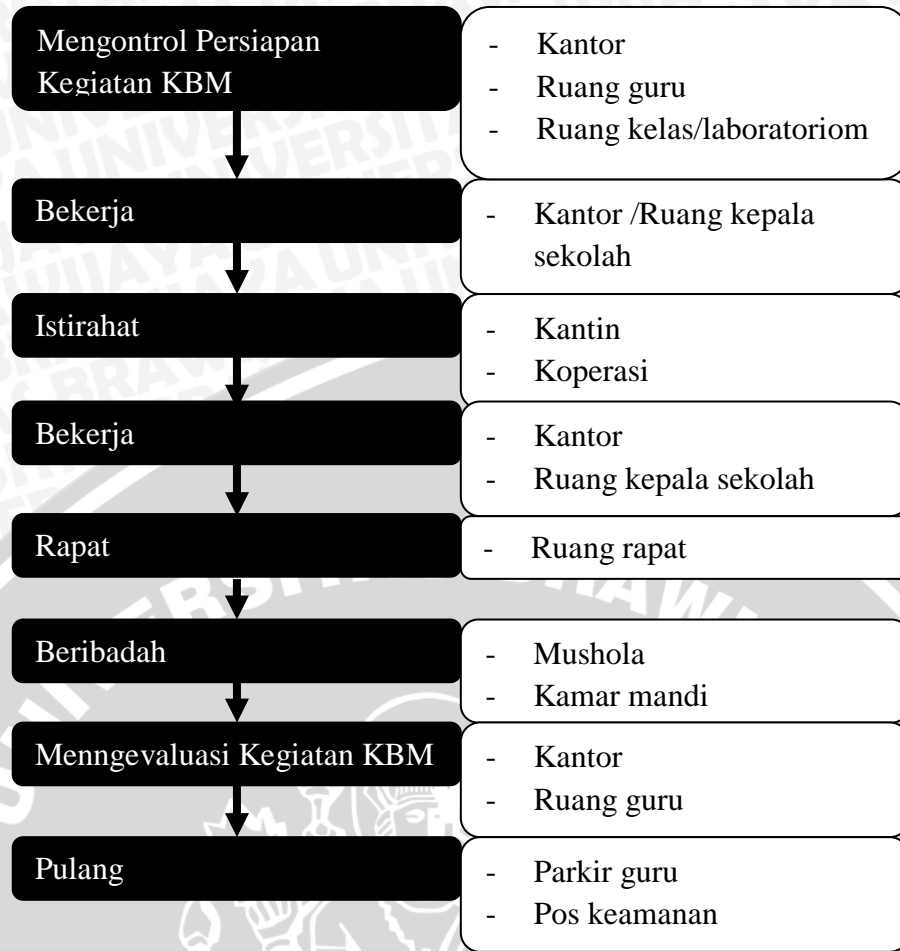 Mengontrol Persiapan
Kegiatan KBM
- Kantor
- Ruang guru
- Ruang kelas/laboratoriom
Bekerja
- Kantor /Ruang kepala
sekolah
Istirahat
- Kantin
- Koperasi
Bekerja
- Kantor
- Ruang kepala sekolah
Rapat
- Ruang rapat
Beribadah
- Mushola
- Kamar mandi
Menngevaluasi Kegiatan KBM
- Kantor
- Ruang guru
Pulang
- Parkir guru
- Pos keamanan